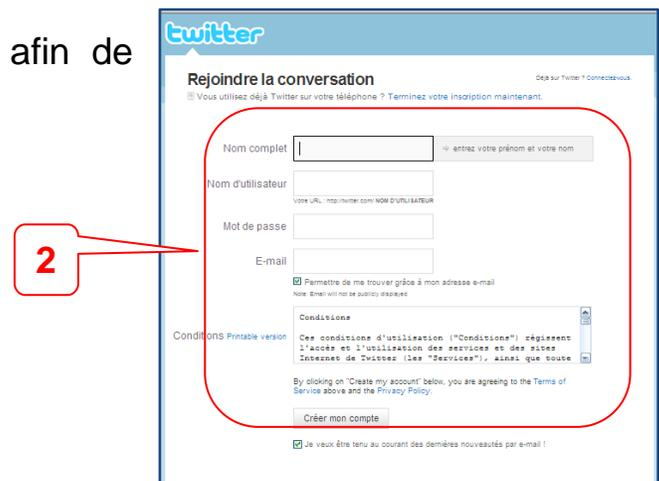 twitter
afin de
Rejoindre la conversation
Déjà sur Twitter ? Connectez-vous.
Vous utilisez déjà Twitter sur votre téléphone ? Terminez votre inscription maintenant.
Nom complet
entrez votre prénom et votre nom
Nom d'utilisateur
Votre URL : http://twitter.com/ NOM D'UTILISATEUR
Mot de passe
2
E-mail
Permettre de me trouver grâce à mon adresse e-mail
Note: Email will not be publicly displayed
Conditions
Conditions Printable version
Ces conditions d'utilisation ("Conditions") régissent
l'accès et l'utilisation des services et des sites
Internet de Twitter (les "Services"), ainsi que toute
By clicking on "Create my account" below, you are agreeing to the Terms of
Service above and the Privacy Policy.
Créer mon compte
Je veux être tenu au courant des dernières nouveautés par e-mail !